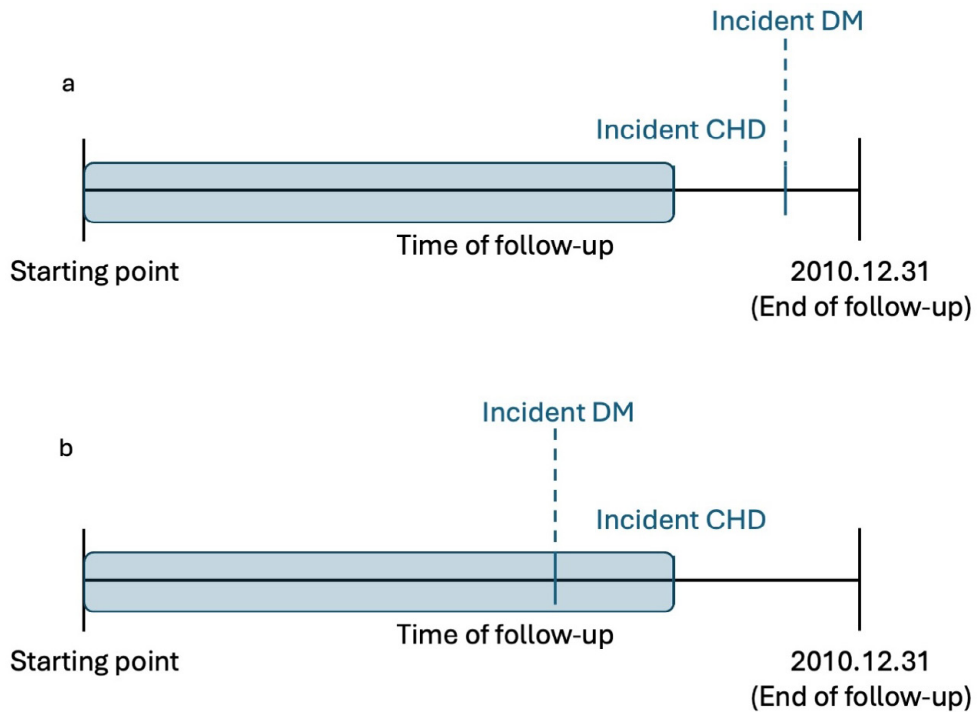 Incident DM
a
Incident CHD
Time of follow-up
Starting point
2010.12.31
(End of follow-up)
Incident DM
b
Incident CHD
Time of follow-up
Starting point
2010.12.31
(End of follow-up)